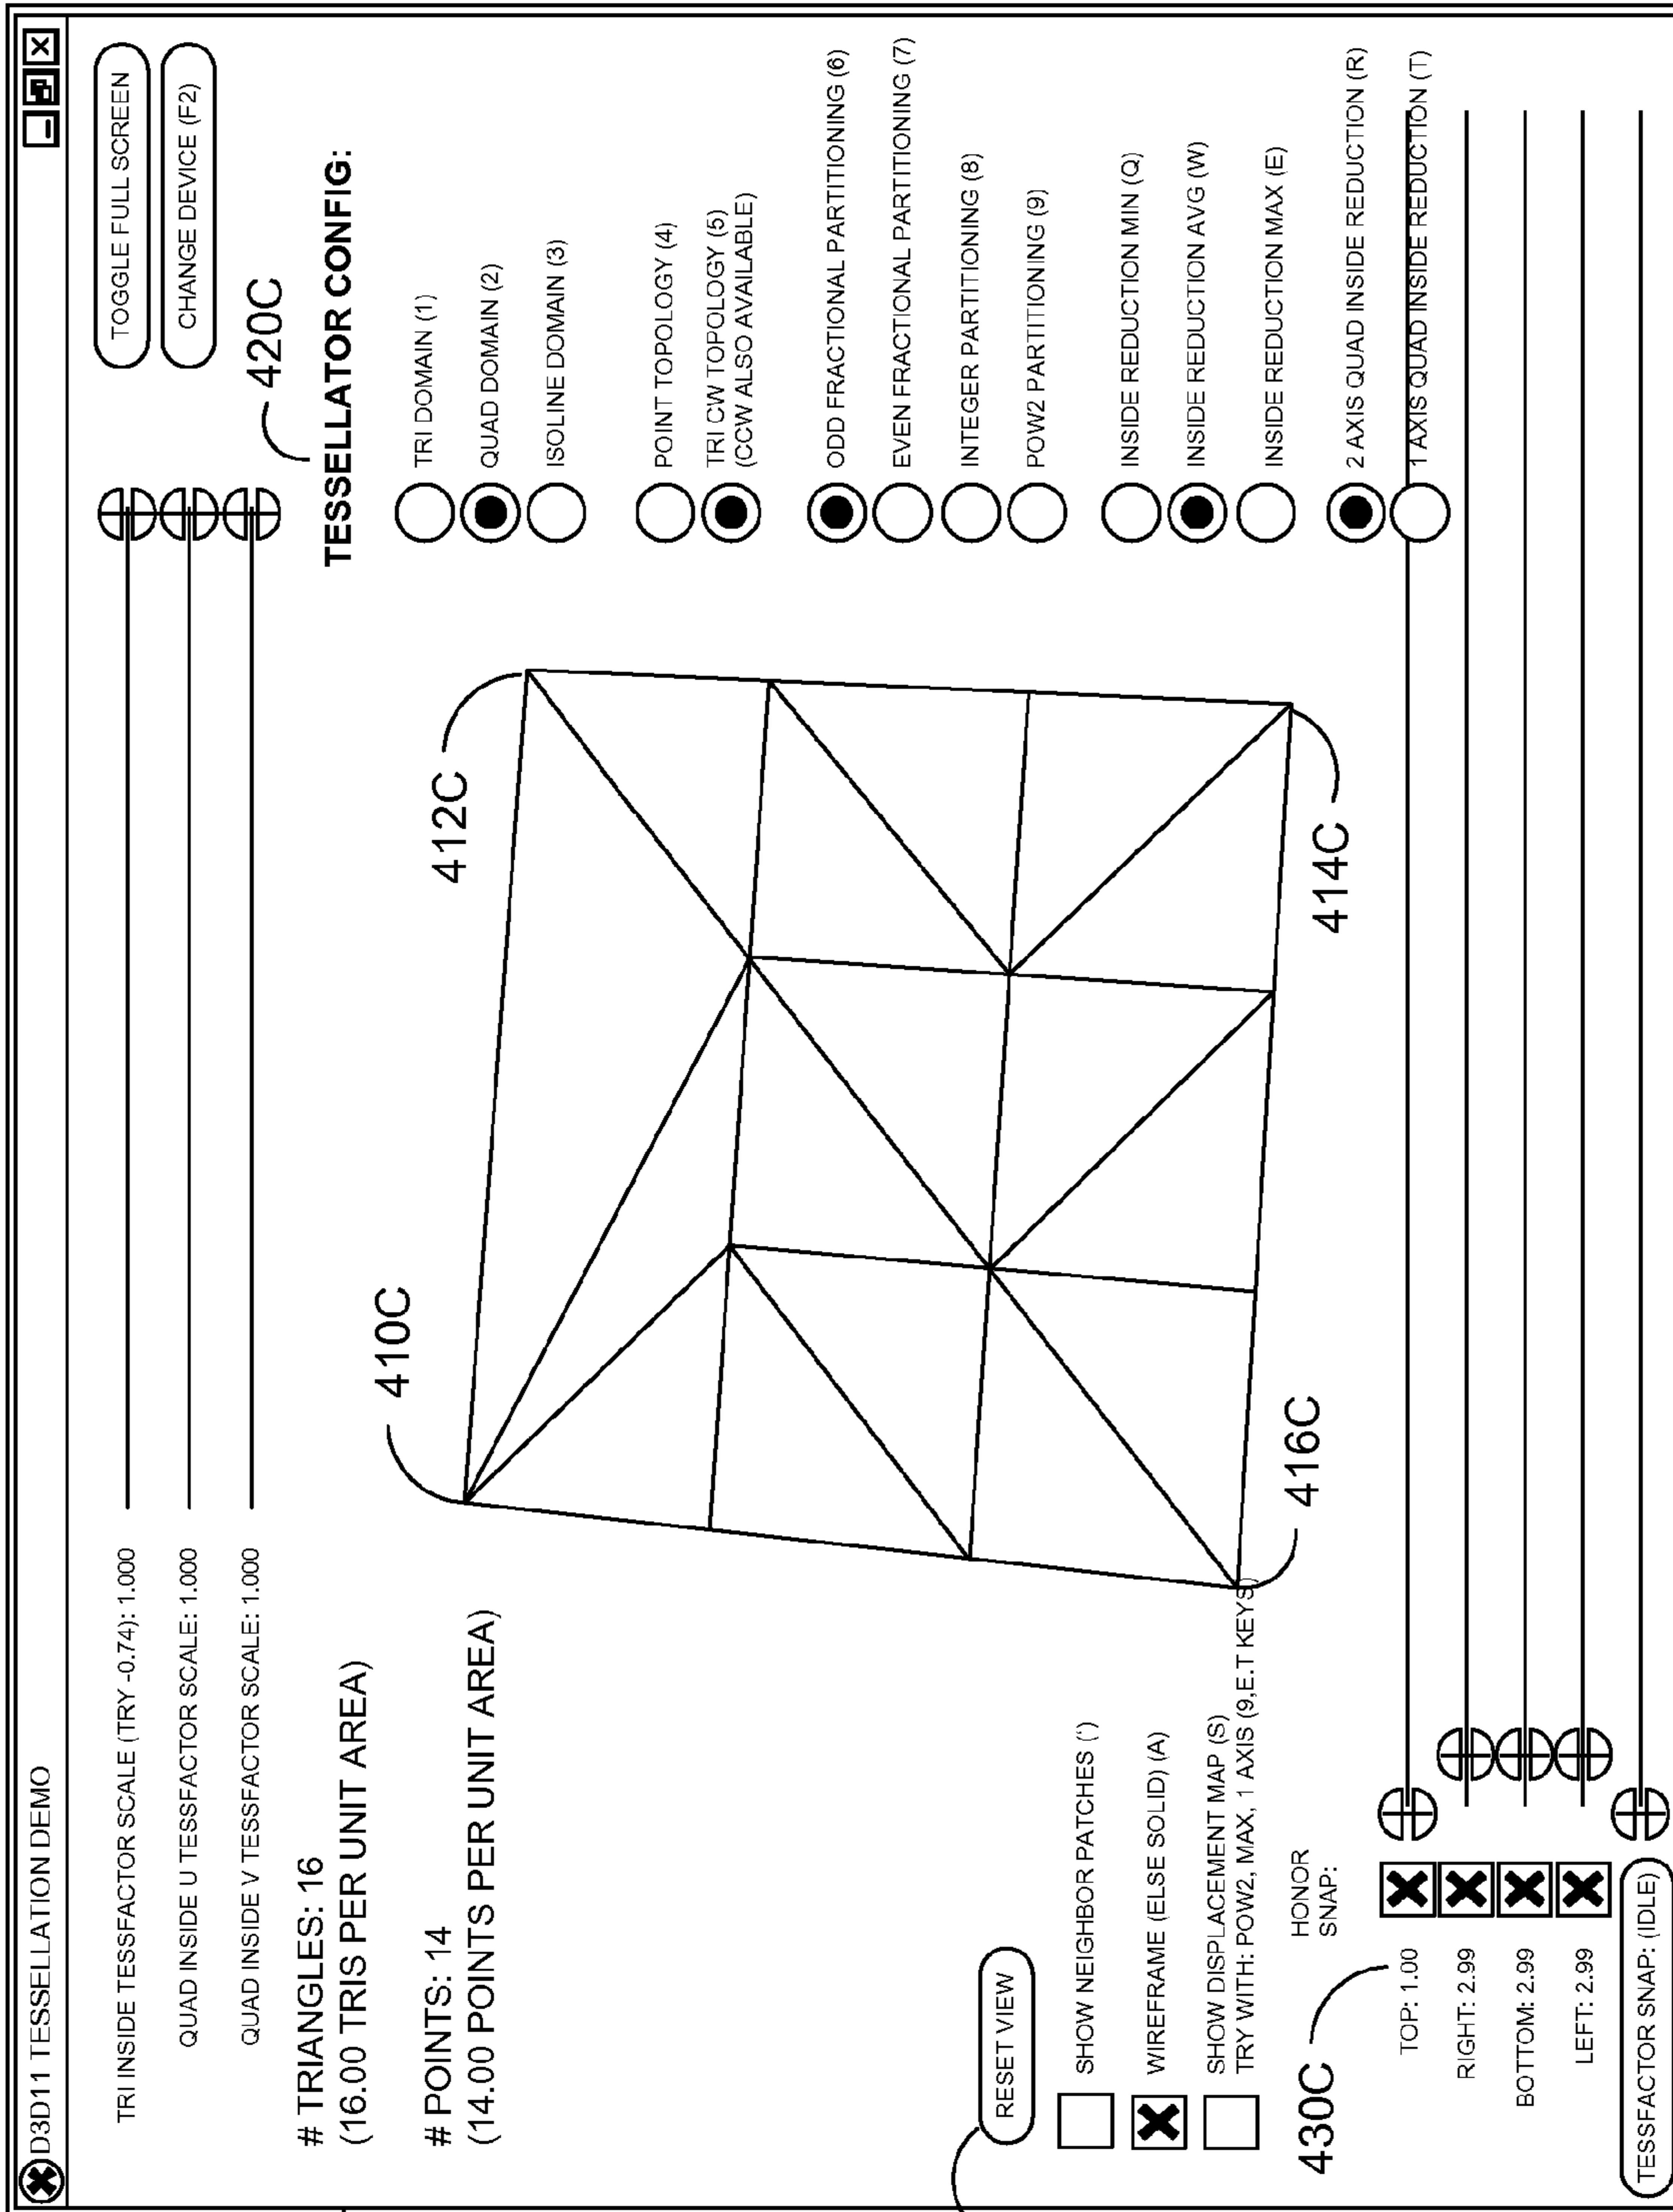 D3D11 TESSELLATION DEMO
TRI INSIDE TESSFACTOR SCALE (TRY -0.74): 1.000
QUAD INSIDE U TESSFACTOR SCALE: 1.000
QUAD INSIDE V TESSFACTOR SCALE: 1.000
TOGGLE FULL SCREEN
CHANGE DEVICE (F2)
# TRIANGLES: 16
(16.00 TRIS PER UNIT AREA)
# POINTS: 14
(14.00 POINTS PER UNIT AREA)
420C
TESSELLATOR CONFIG:
TRI DOMAIN (1)
QUAD DOMAIN (2)
ISOLINE DOMAIN (3)
POINT TOPOLOGY (4)
TRI CW TOPOLOGY (5)
(CCW ALSO AVAILABLE)
ODD FRACTIONAL PARTITIONING (6)
EVEN FRACTIONAL PARTITIONING (7)
INTEGER PARTITIONING (8)
POW2 PARTITIONING (9)
INSIDE REDUCTION MIN (Q)
INSIDE REDUCTION AVG (W)
INSIDE REDUCTION MAX (E)
2 AXIS QUAD INSIDE REDUCTION (R)
1 AXIS QUAD INSIDE REDUCTION (T)
410C
412C
414C
416C
RESET VIEW
SHOW NEIGHBOR PATCHES (')
WIREFRAME (ELSE SOLID) (A)
SHOW DISPLACEMENT MAP (S)
TRY WITH: POW2, MAX, 1 AXIS (9,E.T KEYS)
430C
HONOR
SNAP:
TOP: 1.00
RIGHT: 2.99
BOTTOM: 2.99
LEFT: 2.99
TESSFACTOR SNAP: (IDLE)